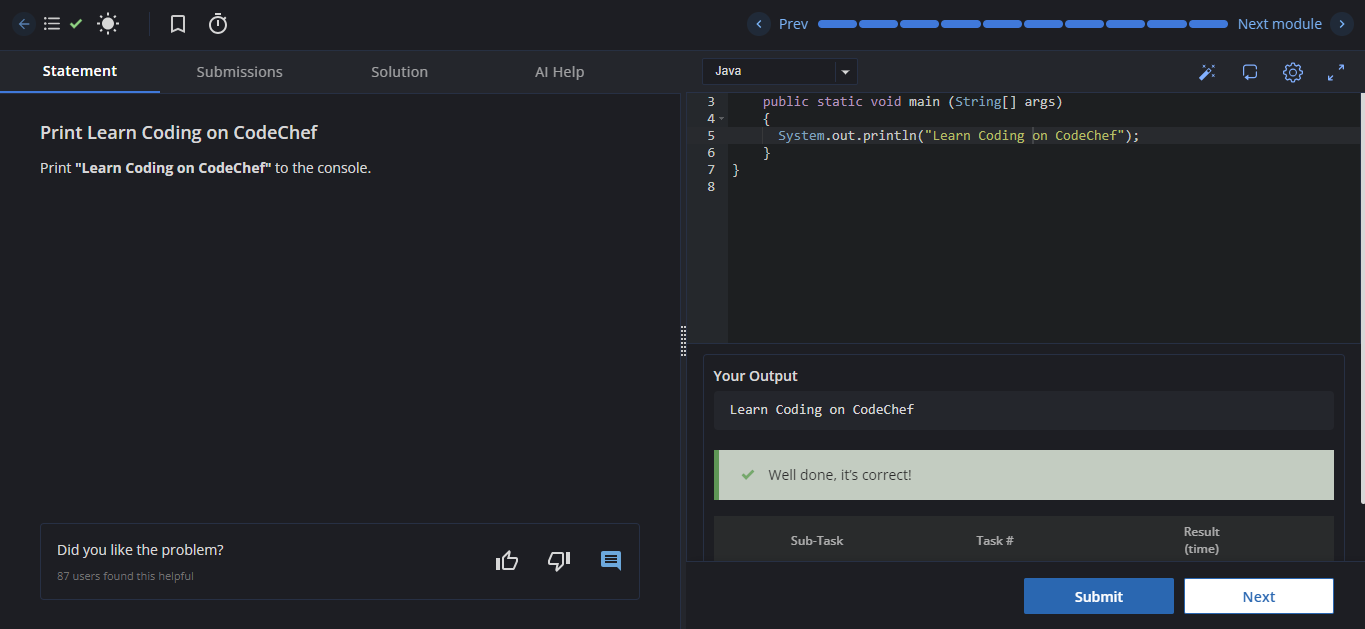 Prev
Next module
Statement
Submissions
Solution
AI Help
Java
Print Learn Coding on CodeChef
Print "Learn Coding on CodeChef" to the console.
3 public static void main (String[] args)
4 {
5 System.out.println("Learn Coding on CodeChef");
6 }
7 }
8
Your Output
Learn Coding on CodeChef
Well done, it's correct!
Sub-Task
Task #
Result
(time)
Did you like the problem?
87 users found this helpful
Submit
Next